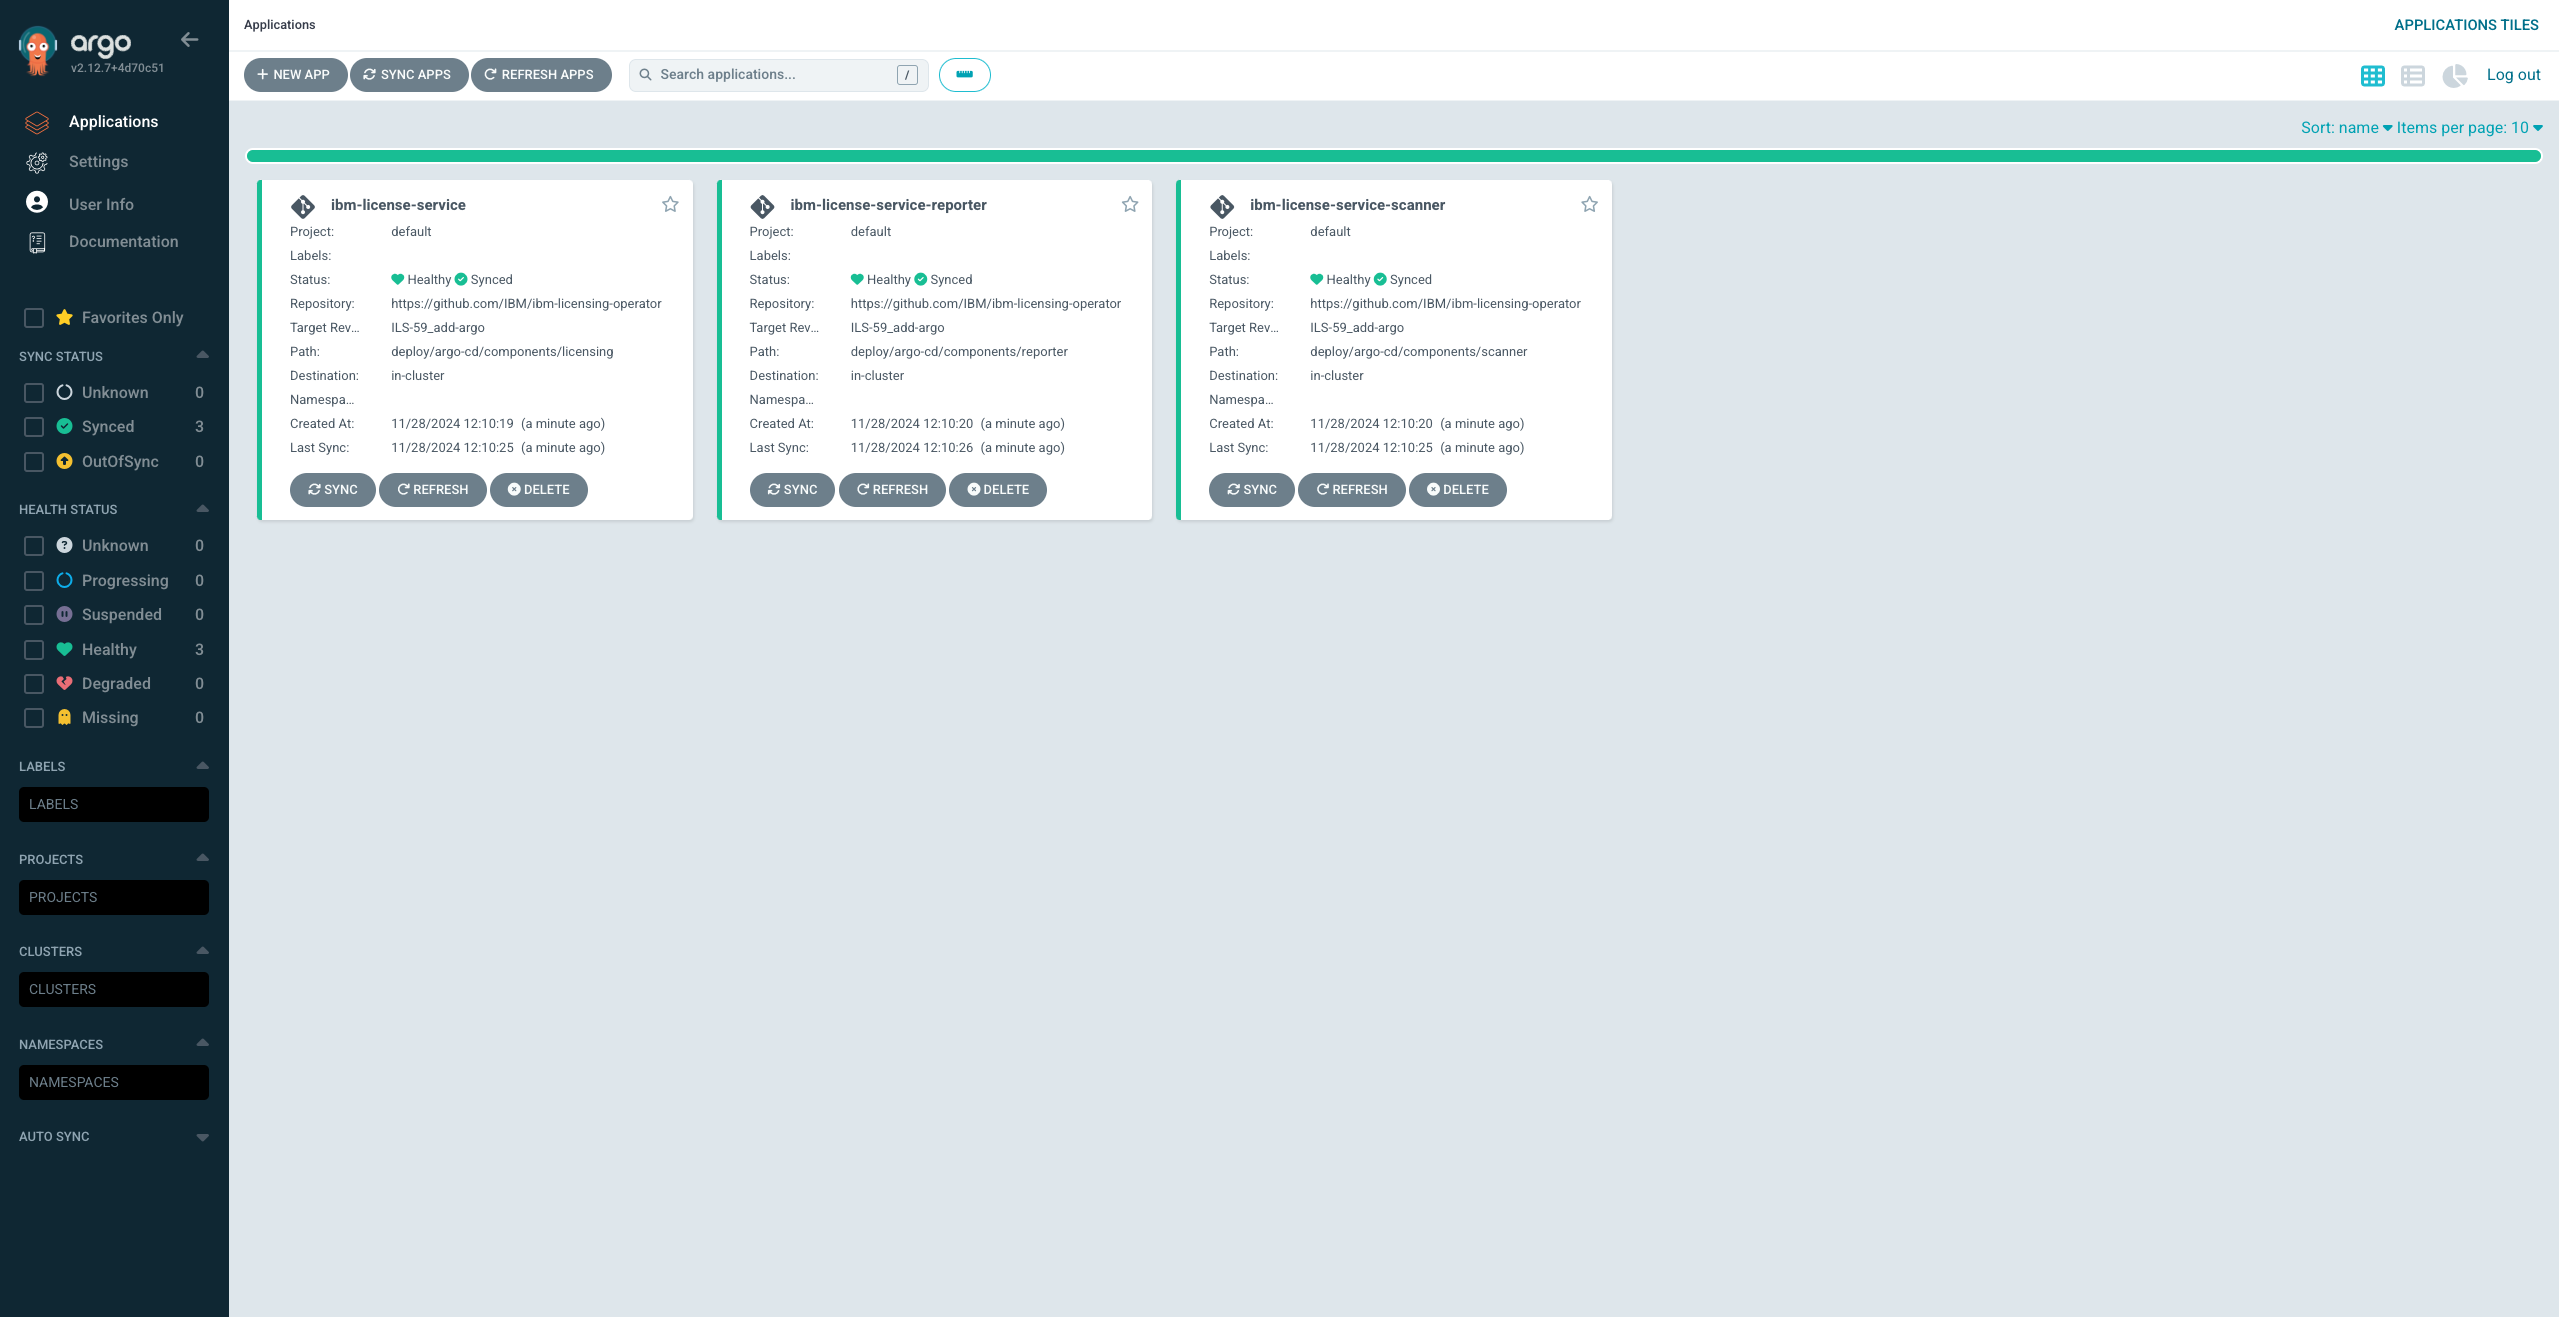 argo
v2.12.7+4d70c51
Applications
Settings
User Info
Documentation
Favorites Only
SYNC STATUS
Unknown 0
Synced 3
OutOfSync 0
HEALTH STATUS
Unknown 0
Progressing 0
Suspended 0
Healthy 3
Degraded 0
Missing 0
LABELS
LABELS
PROJECTS
PROJECTS
CLUSTERS
CLUSTERS
NAMESPACES
NAMESPACES
AUTO SYNC
Applications
APPLICATIONS TILES
NEW APP SYNC APPS REFRESH APPS Search applications... / Log out
Sort: name Items per page: 10
ibm-license-service
Project: default
Labels:
Status: Healthy Synced
Repository: https://github.com/IBM/ibm-licensing-operator
Target Rev... ILS-59_add-argo
Path: deploy/argo-cd/components/licensing
Destination: in-cluster
Namespa...
Created At: 11/28/2024 12:10:19 (a minute ago)
Last Sync: 11/28/2024 12:10:25 (a minute ago)
SYNC REFRESH DELETE
ibm-license-service-reporter
Project: default
Labels:
Status: Healthy Synced
Repository: https://github.com/IBM/ibm-licensing-operator
Target Rev... ILS-59_add-argo
Path: deploy/argo-cd/components/reporter
Destination: in-cluster
Namespa...
Created At: 11/28/2024 12:10:20 (a minute ago)
Last Sync: 11/28/2024 12:10:26 (a minute ago)
SYNC REFRESH DELETE
ibm-license-service-scanner
Project: default
Labels:
Status: Healthy Synced
Repository: https://github.com/IBM/ibm-licensing-operator
Target Rev... ILS-59_add-argo
Path: deploy/argo-cd/components/scanner
Destination: in-cluster
Namespa...
Created At: 11/28/2024 12:10:20 (a minute ago)
Last Sync: 11/28/2024 12:10:25 (a minute ago)
SYNC REFRESH DELETE